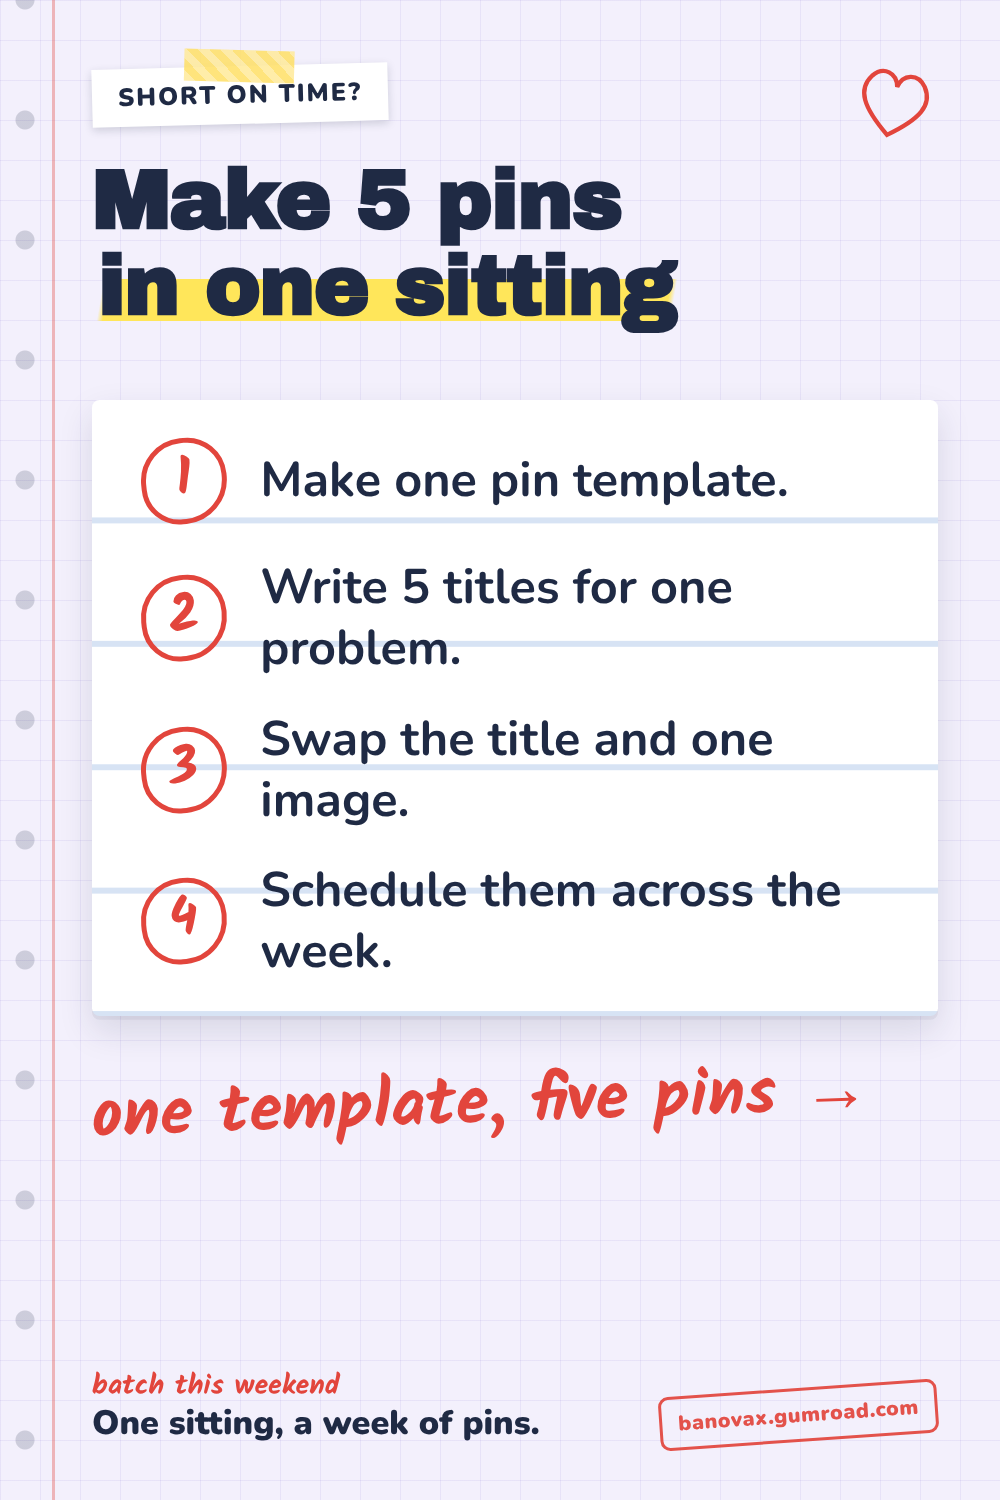 SHORT ON TIME?
Make 5 pins
in one sitting
1 Make one pin template.
2 Write 5 titles for one
problem.
3 Swap the title and one
image.
4 Schedule them across the
week.
one template, five pins →
batch this weekend
One sitting, a week of pins.
banovax.gumroad.com